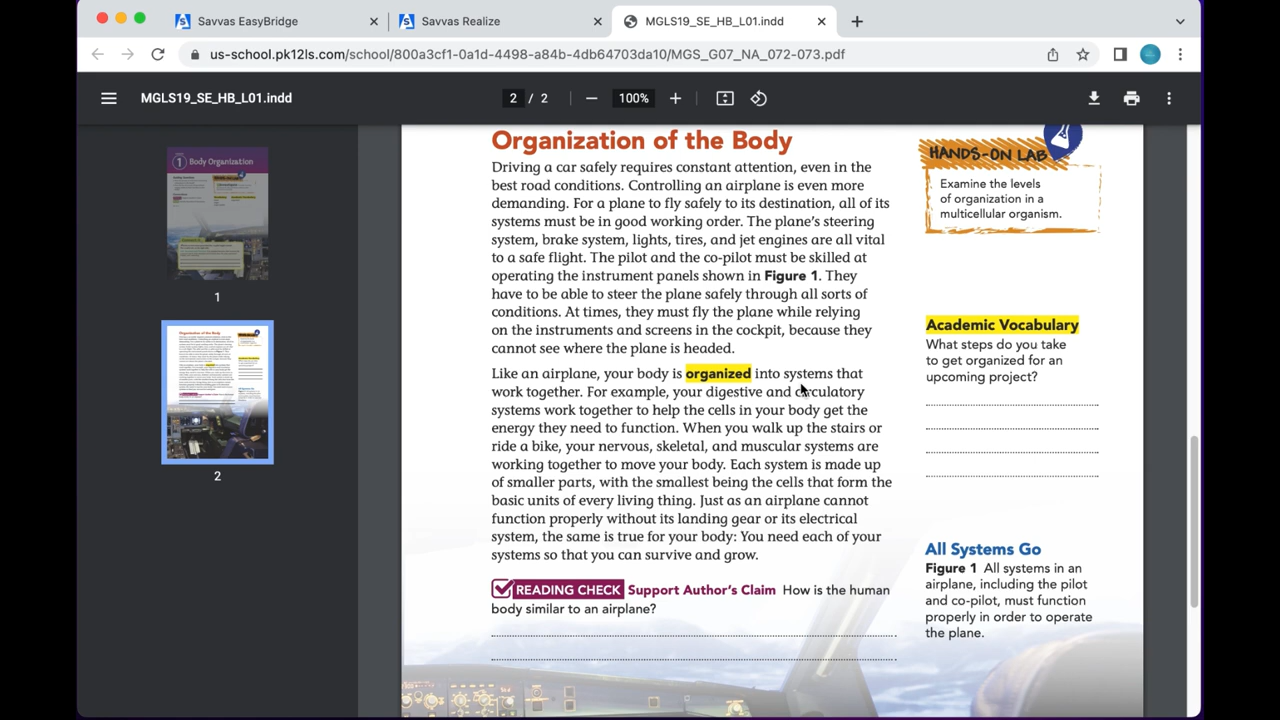 Savvas EasyBridge
Savvas Realize
MGLS19_SE_HB_L01.indd
us-school.pk12ls.com/school/800a3cf1-0a1d-4498-a84b-4db64703da10/MGS_G07_NA_072-073.pdf
MGLS19_SE_HB_L01.indd
2 / 2
100%
1 Body Organization
1
2
Organization of the Body
Driving a car safely requires constant attention, even in the
best road conditions. Controlling an airplane is even more
demanding. For a plane to fly safely to its destination, all of its
systems must be in good working order. The plane's steering
system, brake system, lights, tires, and jet engines are all vital
to a safe flight. The pilot and the co-pilot must be skilled at
operating the instrument panels shown in Figure 1. They
have to be able to steer the plane safely through all sorts of
conditions. At times, they must fly the plane while relying
on the instruments and screens in the cockpit, because they
cannot see where the plane is headed.
Like an airplane, your body is organized into systems that
work together. For example, your digestive and circulatory
systems work together to help the cells in your body get the
energy they need to function. When you walk up the stairs or
ride a bike, your nervous, skeletal, and muscular systems are
working together to move your body. Each system is made up
of smaller parts, with the smallest being the cells that form the
basic units of every living thing. Just as an airplane cannot
function properly without its landing gear or its electrical
system, the same is true for your body: You need each of your
systems so that you can survive and grow.
READING CHECK Support Author's Claim How is the human
body similar to an airplane?
HANDS-ON LAB
Examine the levels
of organization in a
multicellular organism.
Academic Vocabulary
What steps do you take
to get organized for an
upcoming project?
All Systems Go
Figure 1 All systems in an
airplane, including the pilot
and co-pilot, must function
properly in order to operate
the plane.